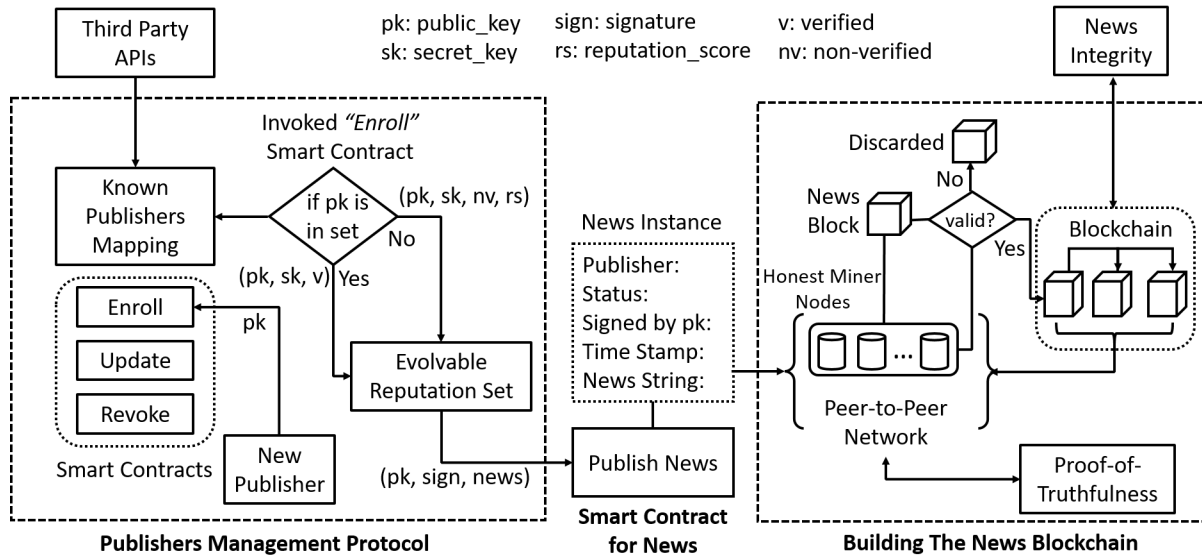 pk: public_key
sign: signature
v: verified
sk: secret_key
rs: reputation_score
nv: non-verified
Third Party
APIs
Invoked "Enroll"
Smart Contract
Known
Publishers
Mapping
if pk is
in set
(pk, sk, nv, rs)
No
(pk, sk, v)
Yes
Enroll
pk
Update
Revoke
Smart Contracts
New
Publisher
Evolvable
Reputation Set
(pk, sign, news)
Publishers Management Protocol
News Instance
Publisher:
Status:
Signed by pk:
Time Stamp:
News String:
Publish News
Smart Contract
for News
News
Integrity
Discarded
No
News
Block
valid?
Yes
Blockchain
Honest Miner
Nodes
...
Peer-to-Peer
Network
Proof-of-
Truthfulness
Building The News Blockchain